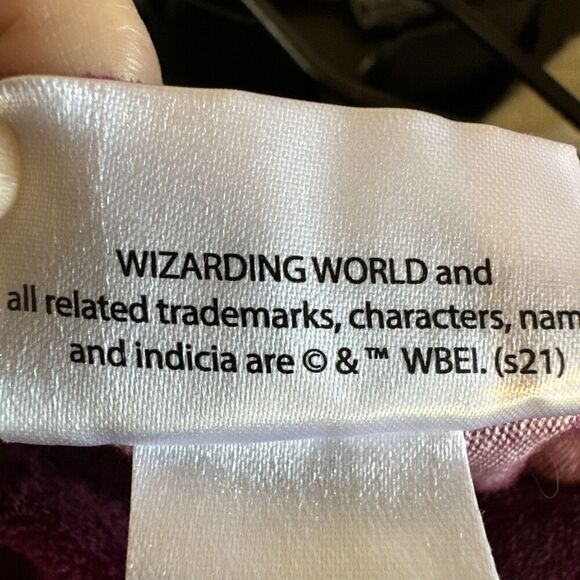 WIZARDING WORLD and
all related trademarks, characters, nam
and indicia are © & ™ WBEI. (s21)